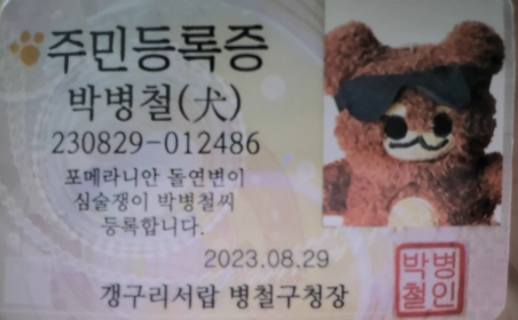 주민등록증
박병철(犬)
230829-012486
포메라니안 돌연변이
심술쟁이 박병철씨
등록합니다.
2023.08.29
갱구리서랍 병철구청장
박병
철인